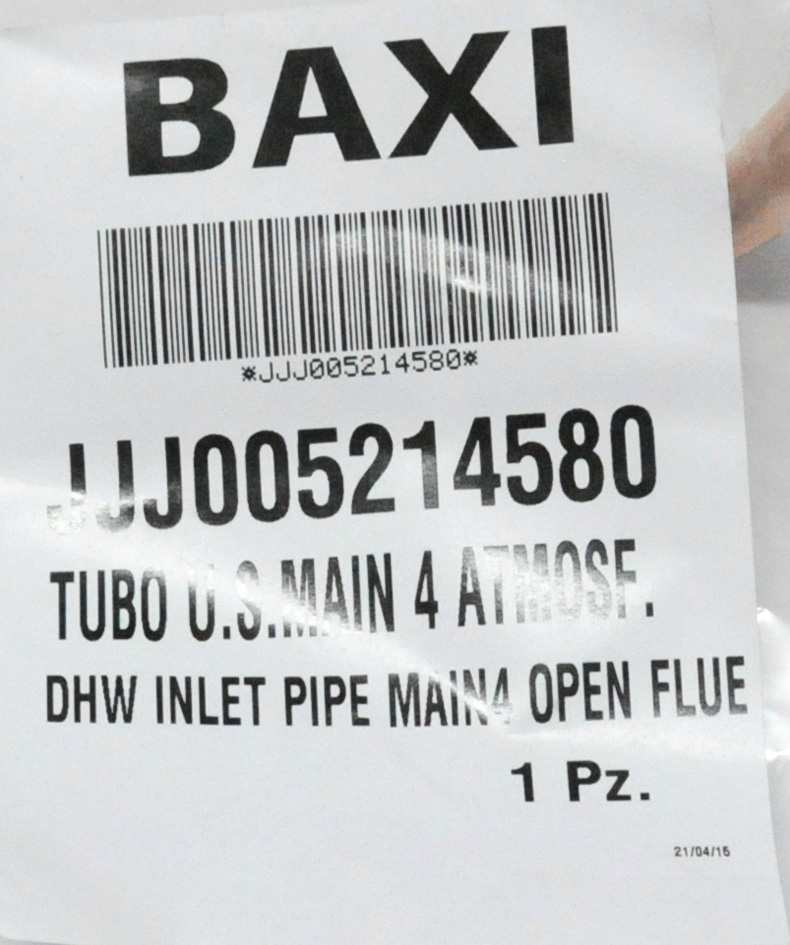 BAXI
*JJJ005214580*
JJJ005214580
TUBO U.S.MAIN 4 ATMOSF.
DHW INLET PIPE MAIN4 OPEN FLUE
1 Pz.
21/04/15